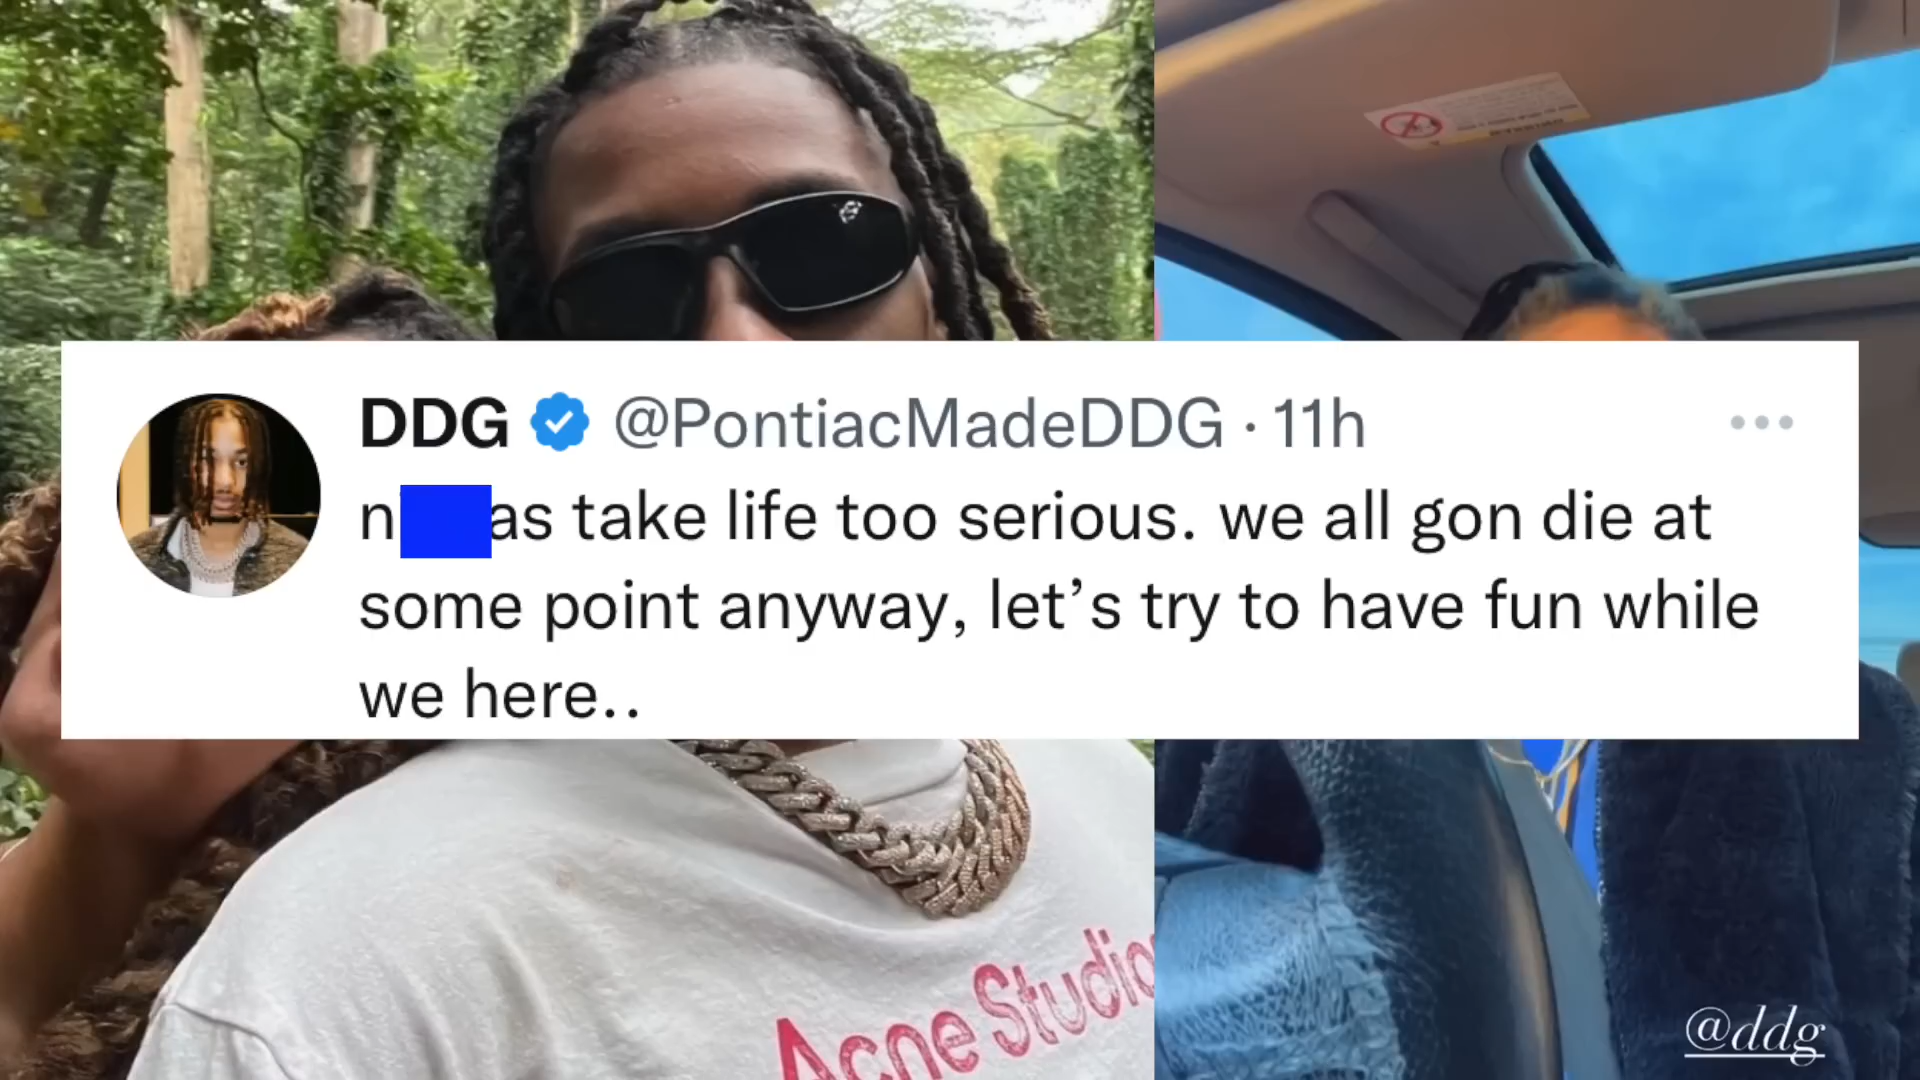 DDG @PontiacMadeDDG · 11h
n as take life too serious. we all gon die at
some point anyway, let's try to have fun while
we here..
Acne Studio
@ddg